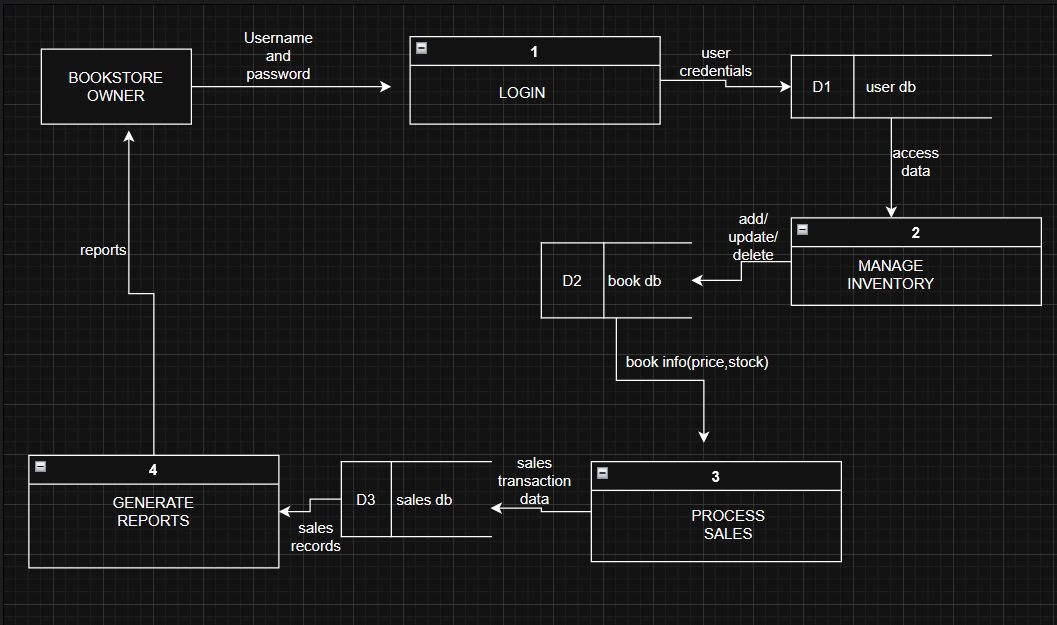 Username
and
password
BOOKSTORE
OWNER
1
LOGIN
user
credentials
D1
user db
access
data
2
MANAGE
INVENTORY
add/
update/
delete
D2
book db
reports
book info(price,stock)
4
GENERATE
REPORTS
sales
records
D3
sales db
sales
transaction
data
3
PROCESS
SALES